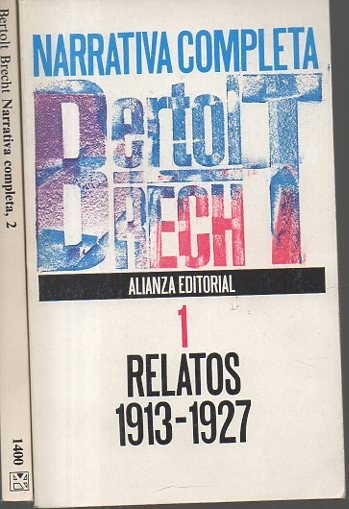 Bertolt Brecht Narrativa completa, 2
1400
NARRATIVA COMPLETA
BertolT
BRECHT
ALIANZA EDITORIAL
1
RELATOS
1913-1927